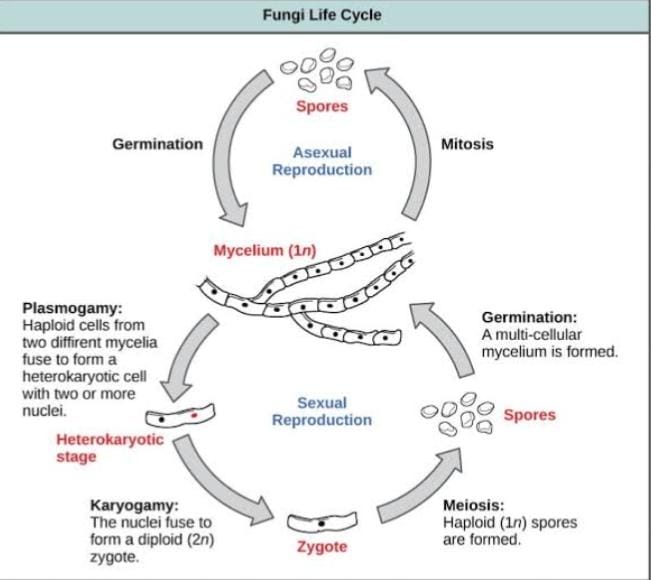 Fungi Life Cycle
Spores
Germination
Asexual
Reproduction
Mitosis
Mycelium (1n)
Plasmogamy:
Haploid cells from
two diffirent mycelia
fuse to form a
heterokaryotic cell
with two or more
nuclei.
Germination:
A multi-cellular
mycelium is formed.
Sexual
Reproduction
Spores
Heterokaryotic
stage
Karyogamy:
The nuclei fuse to
form a diploid (2n)
zygote.
Zygote
Meiosis:
Haploid (1n) spores
are formed.